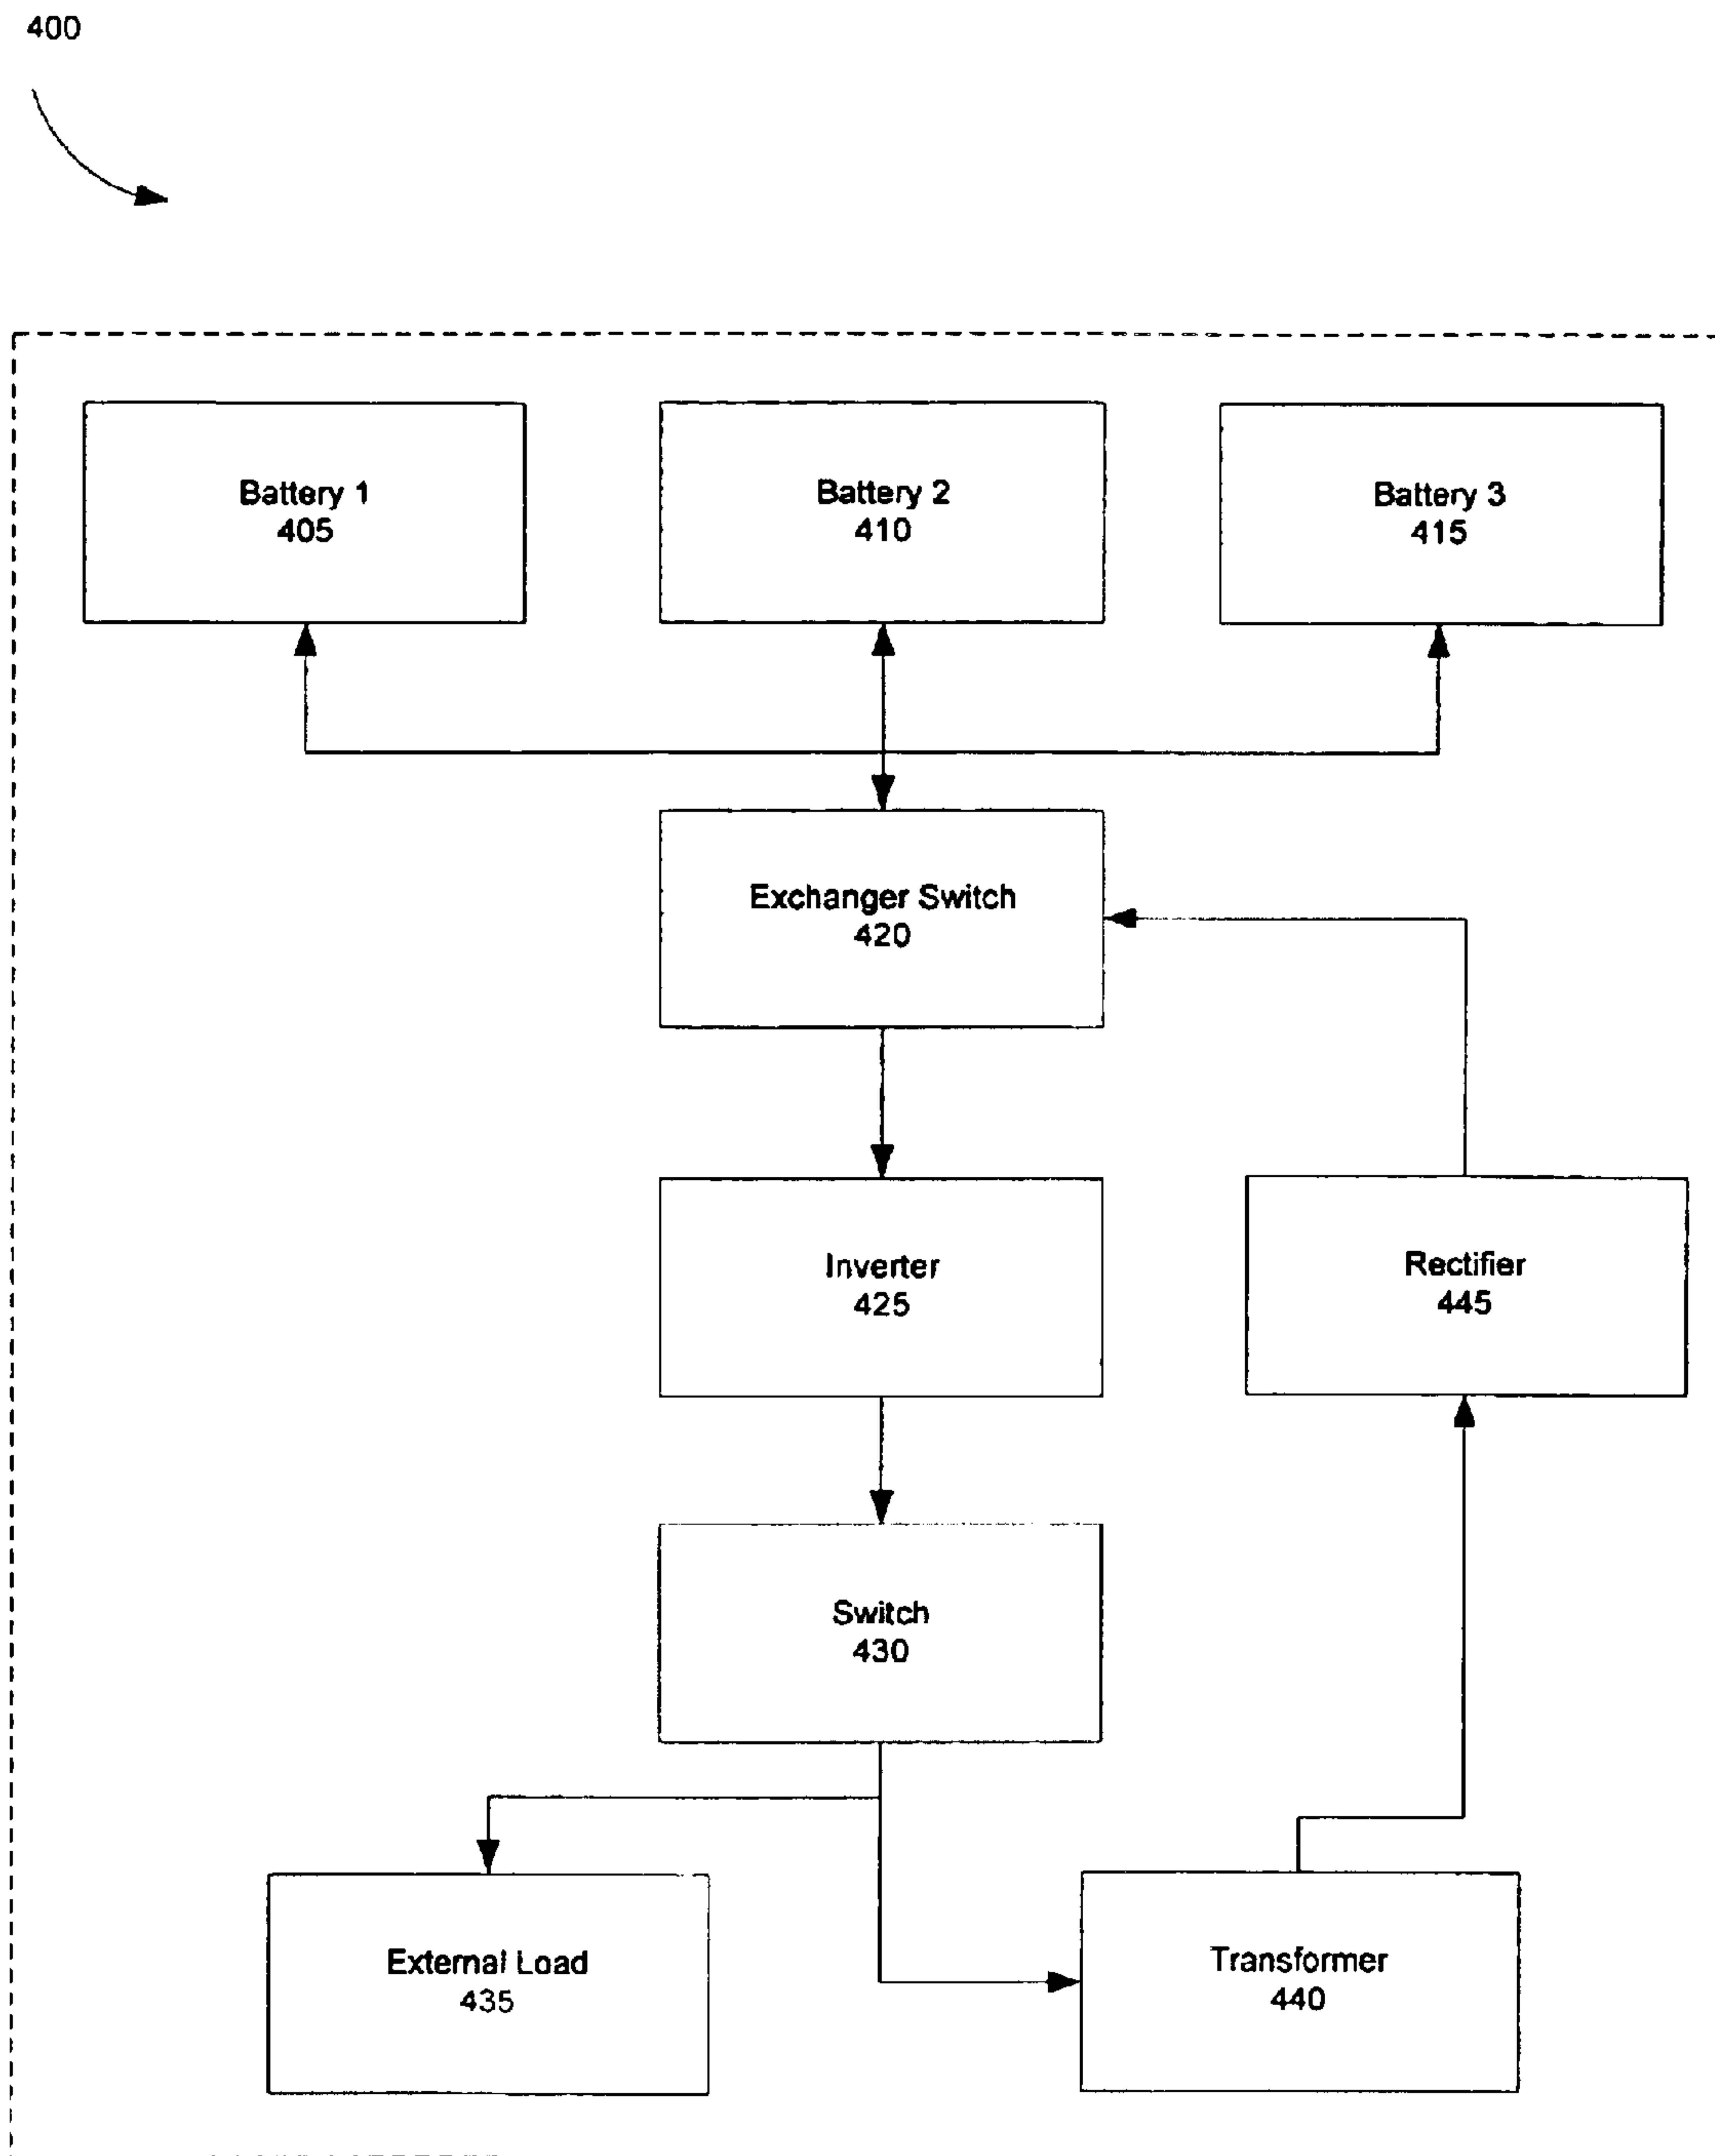 400
Battery 1
405
Battery 2
410
Battery 3
415
Exchanger Switch
420
Inverter
425
Rectifier
445
Switch
430
External Load
435
Transformer
440